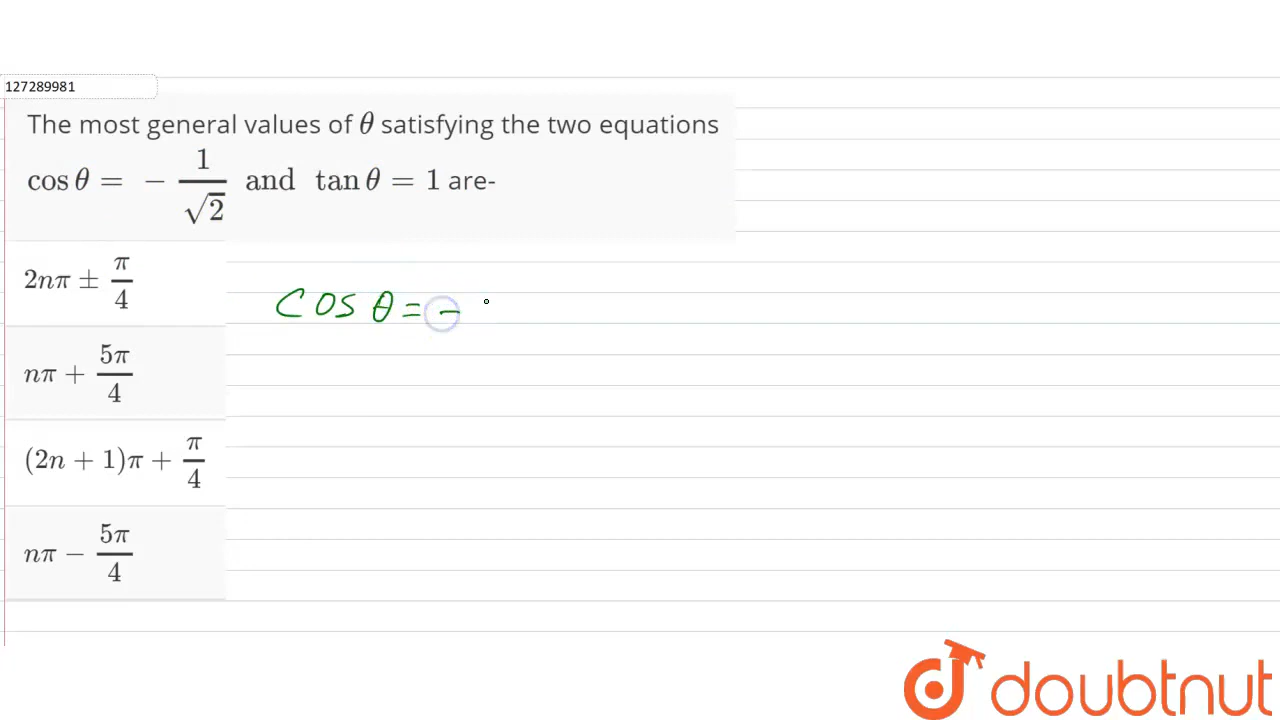 127289981
The most general values of θ satisfying the two equations
cos θ = − 1/√2 and tan θ = 1 are-
2nπ ± π/4
nπ + 5π/4
(2n + 1)π + π/4
nπ − 5π/4
cos θ = −
doubtnut